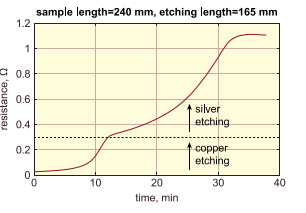 sample length=240 mm, etching length=165 mm
resistance, Ω
1.2
1
0.8
0.6
0.4
0.2
0
silver
etching
copper
etching
0
10
20
30
40
time, min